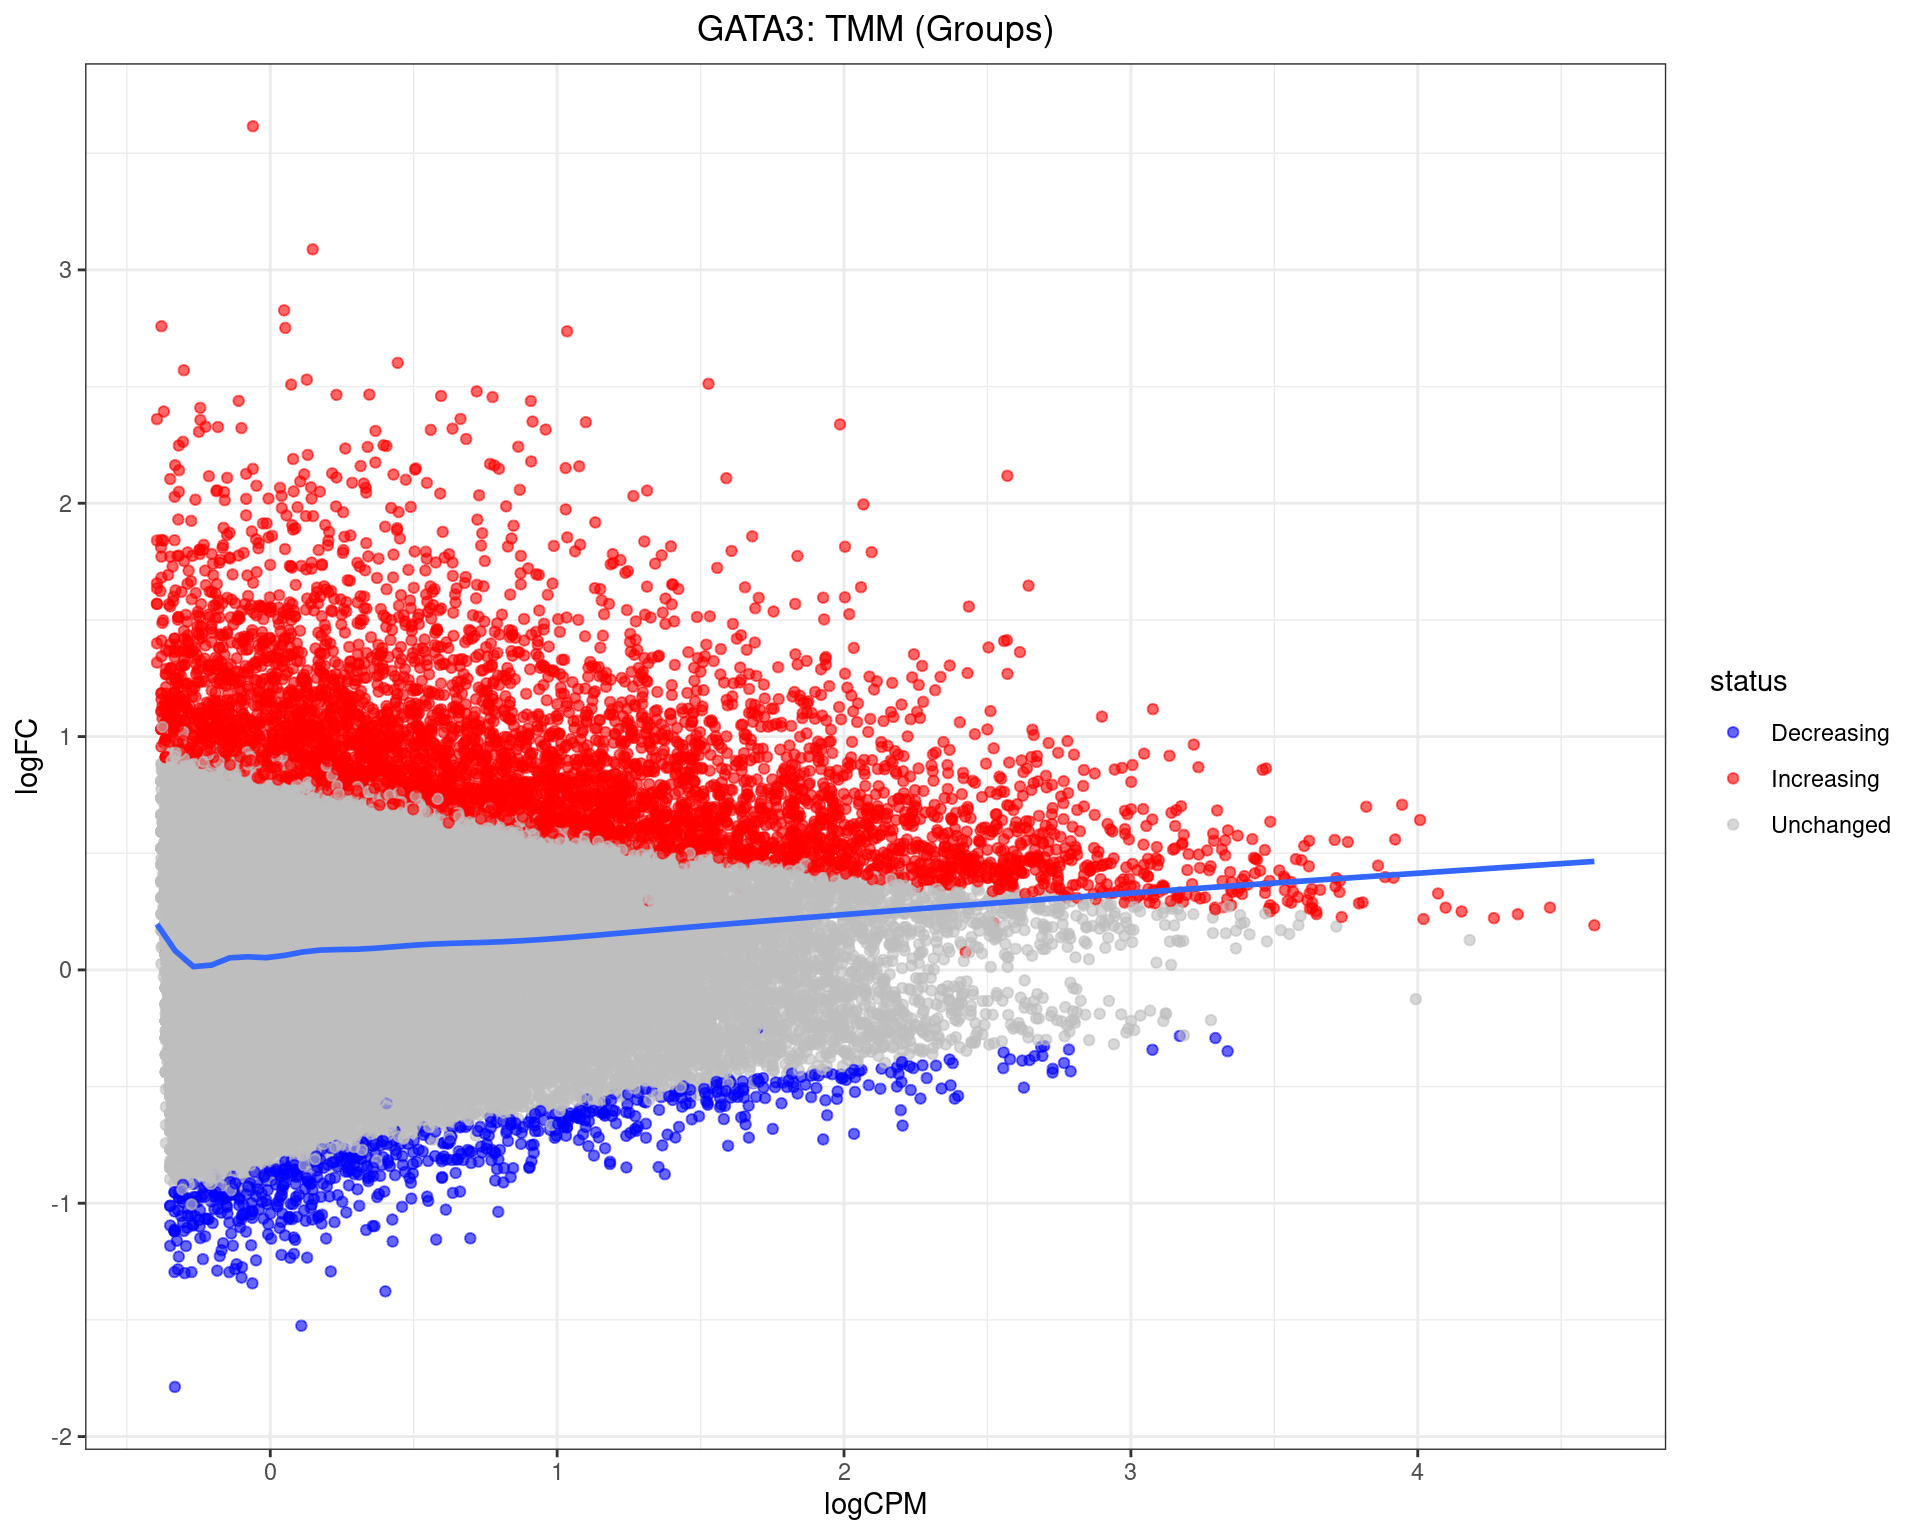 GATA3: TMM (Groups)
logFC
3
2
1
0
-1
-2
0 1 2 3 4
logCPM
status
Decreasing
Increasing
Unchanged